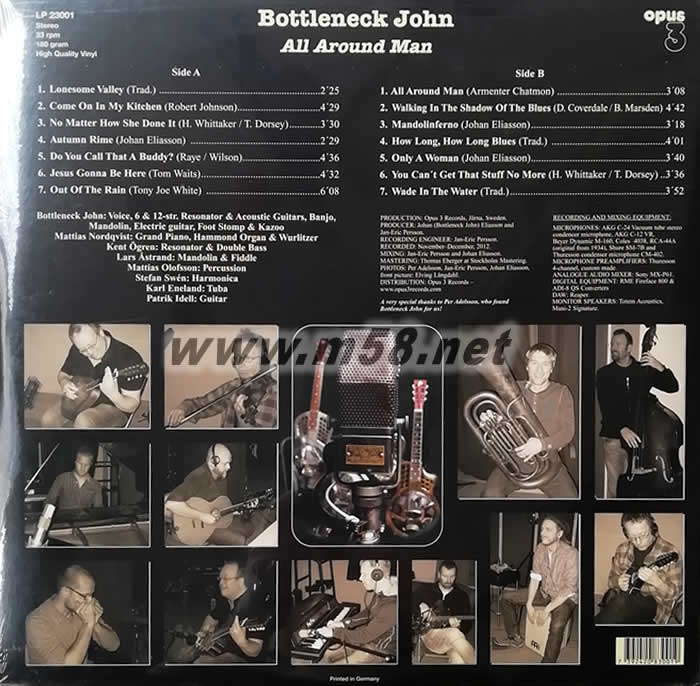 LP 23001
Stereo
33 rpm
180 gram
High Quality Vinyl
Bottleneck John
All Around Man
opus
3
Side A
1. Lonesome Valley (Trad.) 2´25
2. Come On In My Kitchen (Robert Johnson) 4´29
3. No Matter How She Done It (H. Whittaker / T. Dorsey) 3´30
4. Autumn Rime (Johan Eliasson) 2´29
5. Do You Call That A Buddy? (Raye / Wilson) 4´36
6. Jesus Gonna Be Here (Tom Waits) 4´32
7. Out Of The Rain (Tony Joe White) 6´08
Side B
1. All Around Man (Armenter Chatmon) 3´08
2. Walking In The Shadow Of The Blues (D. Coverdale / B. Marsden) 4´42
3. Mandolinferno (Johan Eliasson) 3´18
4. How Long, How Long Blues (Trad.) 4´01
5. Only A Woman (Johan Eliasson) 3´40
6. You Can´t Get That Stuff No More (H. Whittaker / T. Dorsey) 3´36
7. Wade In The Water (Trad.) 3´52
Bottleneck John: Voice, 6 & 12-str. Resonator & Acoustic Guitars, Banjo,
Mandolin, Electric guitar, Foot Stomp & Kazoo
Mattias Nordqvist: Grand Piano, Hammond Organ & Wurlitzer
Kent Ögren: Resonator & Double Bass
Lars Åstrand: Mandolin & Fiddle
Mattias Olofsson: Percussion
Stefan Swén: Harmonica
Karl Eneland: Tuba
Patrik Idell: Guitar
PRODUCTION: Opus 3 Records, Järna, Sweden.
PRODUCER: Johan (Bottleneck John) Eliasson and
Jan-Eric Persson.
RECORDING ENGINEER: Jan-Eric Persson.
RECORDED: November-December, 2012.
MIXING: Jan-Eric Persson and Johan Eliasson.
MASTERING: Thomas Eberger at Stockholm Mastering.
PHOTOS: Per Adelsson, Jan-Eric Persson, Johan Eliasson,
front picture: Elving Långdahl.
DISTRIBUTION: Opus 3 Records –
www.opus3records.com
A very special thanks to Per Adelsson, who found
Bottleneck John for us!
RECORDING AND MIXING EQUIPMENT:
MICROPHONES: AKG C-24 Vacuum tube stereo
condenser microphone. AKG C-12 VR,
Beyer Dynamic M-160, Coles 4038, RCA-44A
(original from 1934), Shure SM-7B and
Thuresson condenser microphone CM-402.
MICROPHONE PREAMPLIFIERS: Thuresson
4-channel, custom made.
ANALOGUE AUDIO MIXER: Sony MX-P61.
DIGITAL EQUIPMENT: RME Fireface 800 &
ADI-8 QS Converters
DAW: Reaper.
MONITOR SPEAKERS: Totem Acoustics,
Mani-2 Signature.
www.m58.net
MEINL
7 392420 830019
Printed in Germany